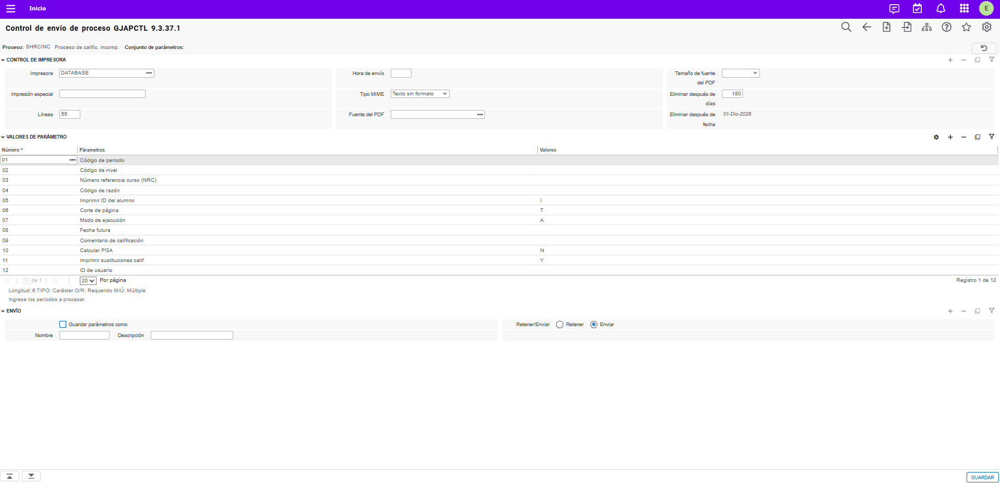 Inicio
E
Control de envío de proceso GJAPCTL 9.3.37.1
Proceso: SHRCINC Proceso de calific. incomp. Conjunto de parámetros:
CONTROL DE IMPRESORA
Impresora DATABASE Hora de envío Tamaño de fuente del PDF
Impresión especial Tipo MIME Texto sin formato Eliminar después de días 180
Líneas 55 Fuente del PDF Eliminar después de fecha 01-Dic-2026
VALORES DE PARÁMETRO
Número * Párametros Valores
01 Código de periodo
02 Código de nivel
03 Número referencia curso (NRC)
04 Código de razón
05 Imprimir ID del alumno I
06 Corte de página T
07 Modo de ejecución A
08 Fecha futura
09 Comentario de calificación
10 Calcular PGA N
11 Imprimir sustituciones calif Y
12 ID de usuario
1 de 1 20 Por página Registro 1 de 12
Longitud: 6 TIPO: Carácter O/R: Requerido M/Ú: Múltiple
Ingrese los periodos a procesar.
ENVÍO
Guardar parámetros como Retener/Enviar Retener Enviar
Nombre Descripción
GUARDAR